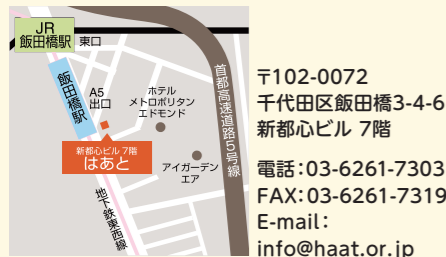 JR
飯田橋駅
東口
飯田橋駅
A5
出口
ホテル
メトロポリタン
エドモンド
首都高速道路5号線
新都心ビル 7階
はあと
アイガーデン
エア
地下鉄東西線
〒102-0072
千代田区飯田橋3-4-6
新都心ビル 7階
電話:03-6261-7303
FAX:03-6261-7319
E-mail:
info@haat.or.jp